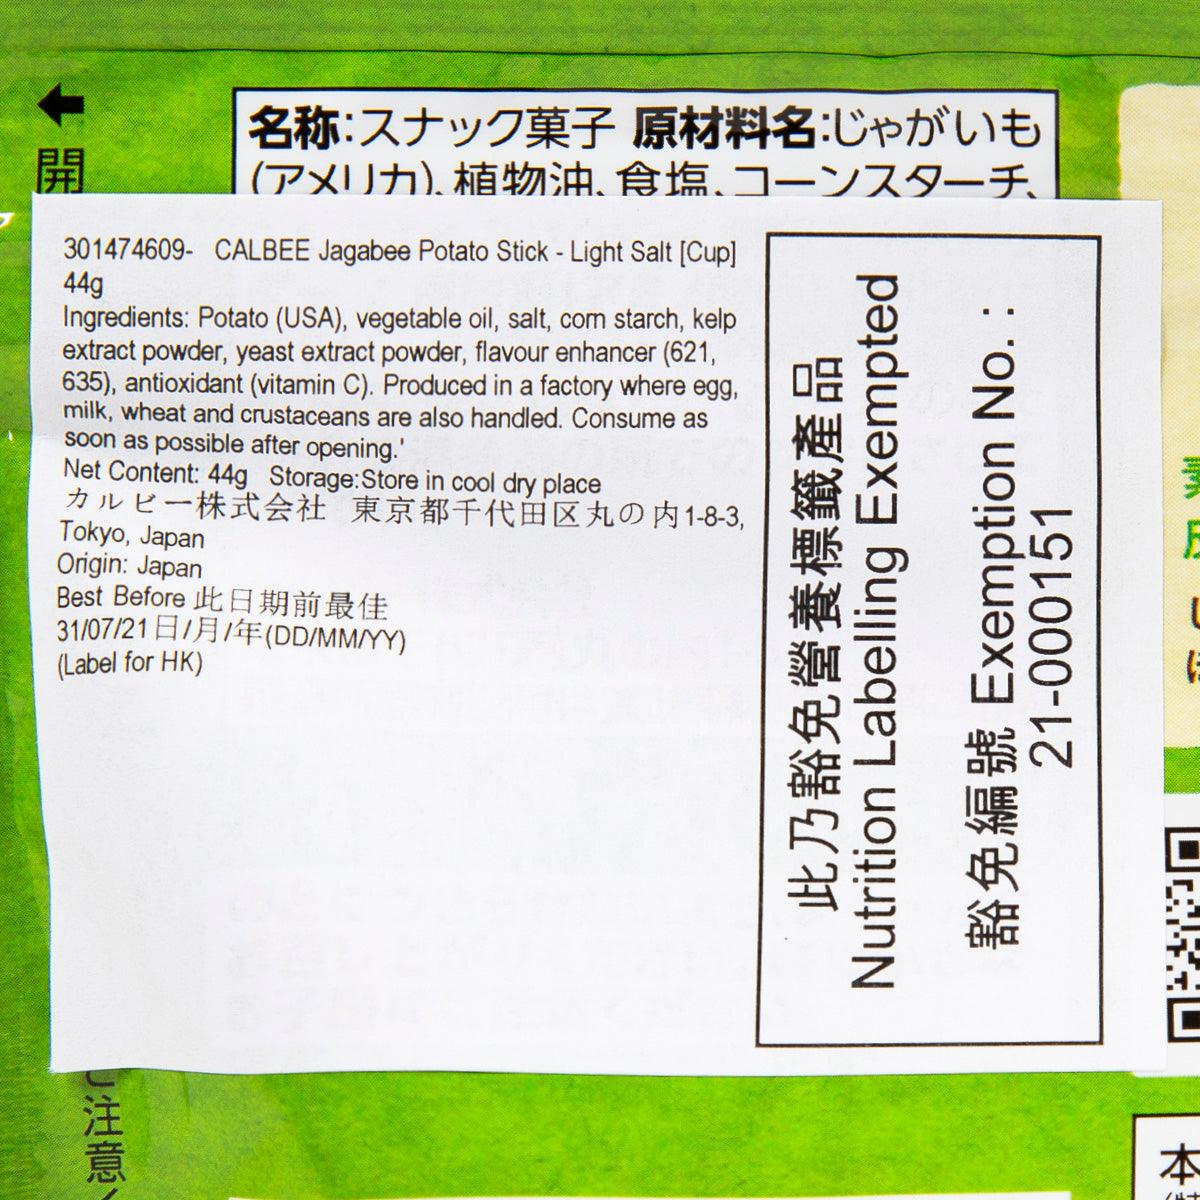 開
名称:スナック菓子 原材料名:じゃがいも
(アメリカ)、植物油、食塩、コーンスターチ、
301474609- CALBEE Jagabee Potato Stick - Light Salt [Cup]
44g
Ingredients: Potato (USA), vegetable oil, salt, corn starch, kelp
extract powder, yeast extract powder, flavour enhancer (621,
635), antioxidant (vitamin C). Produced in a factory where egg,
milk, wheat and crustaceans are also handled. Consume as
soon as possible after opening.'
Net Content: 44g Storage:Store in cool dry place
カルビー株式会社 東京都千代田区丸の内1-8-3,
Tokyo, Japan
Origin: Japan
Best Before 此日期前最佳
31/07/21日/月/年(DD/MM/YY)
(Label for HK)
此乃豁免營養標籤產品
Nutrition Labelling Exempted
豁免編號 Exemption No. :
21-000151
ご注意
本